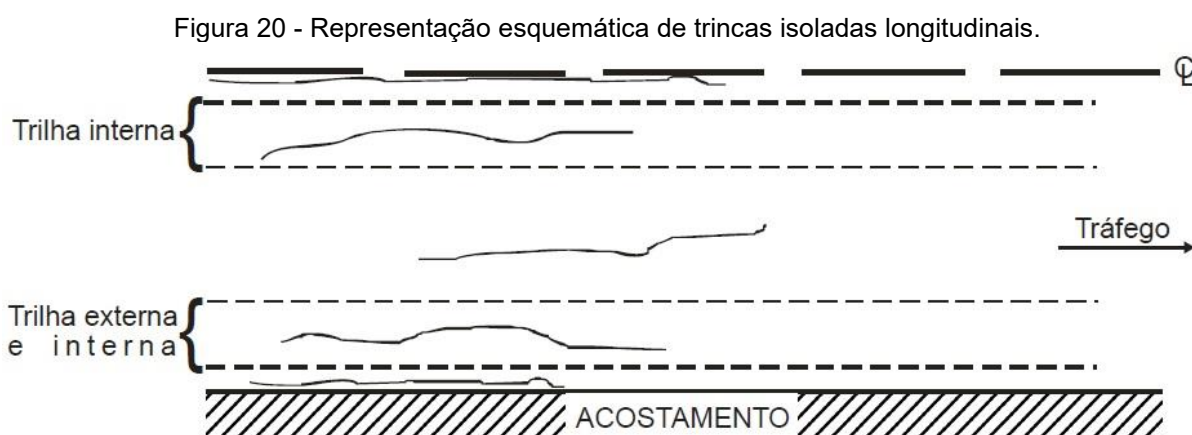 Figura 20 - Representação esquemática de trincas isoladas longitudinais.
℄
Trilha interna
Tráfego
Trilha externa
e interna
ACOSTAMENTO